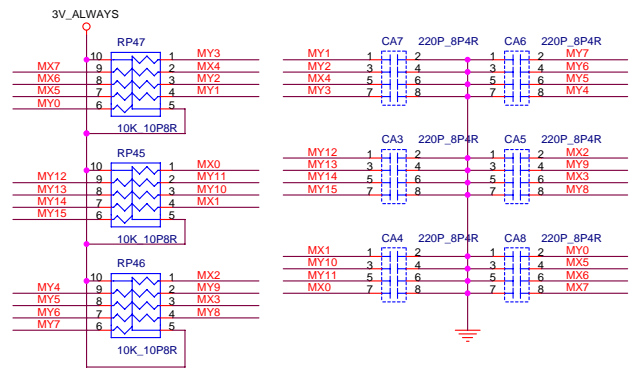 3V_ALWAYS
RP47
10 1 MY3
MX7 9 2 MX4
MX6 8 3 MY2
MX5 7 4 MY1
MY0 6 5
10K_10P8R
RP45
10 1 MX0
MY12 9 2 MY11
MY13 8 3 MY10
MY14 7 4 MX1
MY15 6 5
10K_10P8R
RP46
10 1 MX2
MY4 9 2 MY9
MY5 8 3 MX3
MY6 7 4 MY8
MY7 6 5
10K_10P8R
CA7 220P_8P4R CA6 220P_8P4R
MY1 1 2 1 2 MY7
MY2 3 4 3 4 MY6
MX4 5 6 5 6 MY5
MY3 7 8 7 8 MY4
CA3 220P_8P4R CA5 220P_8P4R
MY12 1 2 1 2 MX2
MY13 3 4 3 4 MY9
MY14 5 6 5 6 MX3
MY15 7 8 7 8 MY8
CA4 220P_8P4R CA8 220P_8P4R
MX1 1 2 1 2 MY0
MY10 3 4 3 4 MX5
MY11 5 6 5 6 MX6
MX0 7 8 7 8 MX7